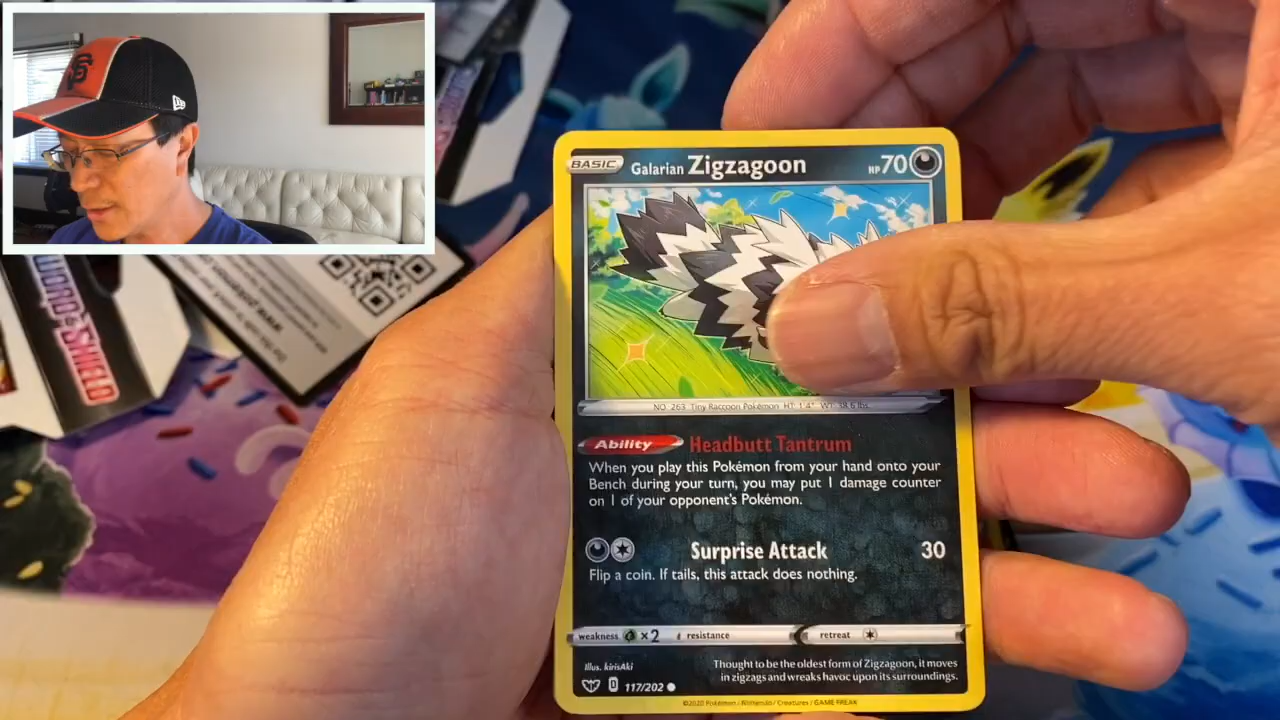 SF
SWORD & SHIELD
BASIC Galarian Zigzagoon HP 70
NO. 263 Tiny Raccoon Pokémon HT: 1'4" WT: 38.6 lbs.
Ability Headbutt Tantrum
When you play this Pokémon from your hand onto your
Bench during your turn, you may put 1 damage counter
on 1 of your opponent's Pokémon.
Surprise Attack 30
Flip a coin. If tails, this attack does nothing.
weakness ×2 resistance retreat
Illus. kirisAki
Thought to be the oldest form of Zigzagoon, it moves
in zigzags and wreaks havoc upon its surroundings.
D 117/202
©2020 Pokémon / Nintendo / Creatures / GAME FREAK